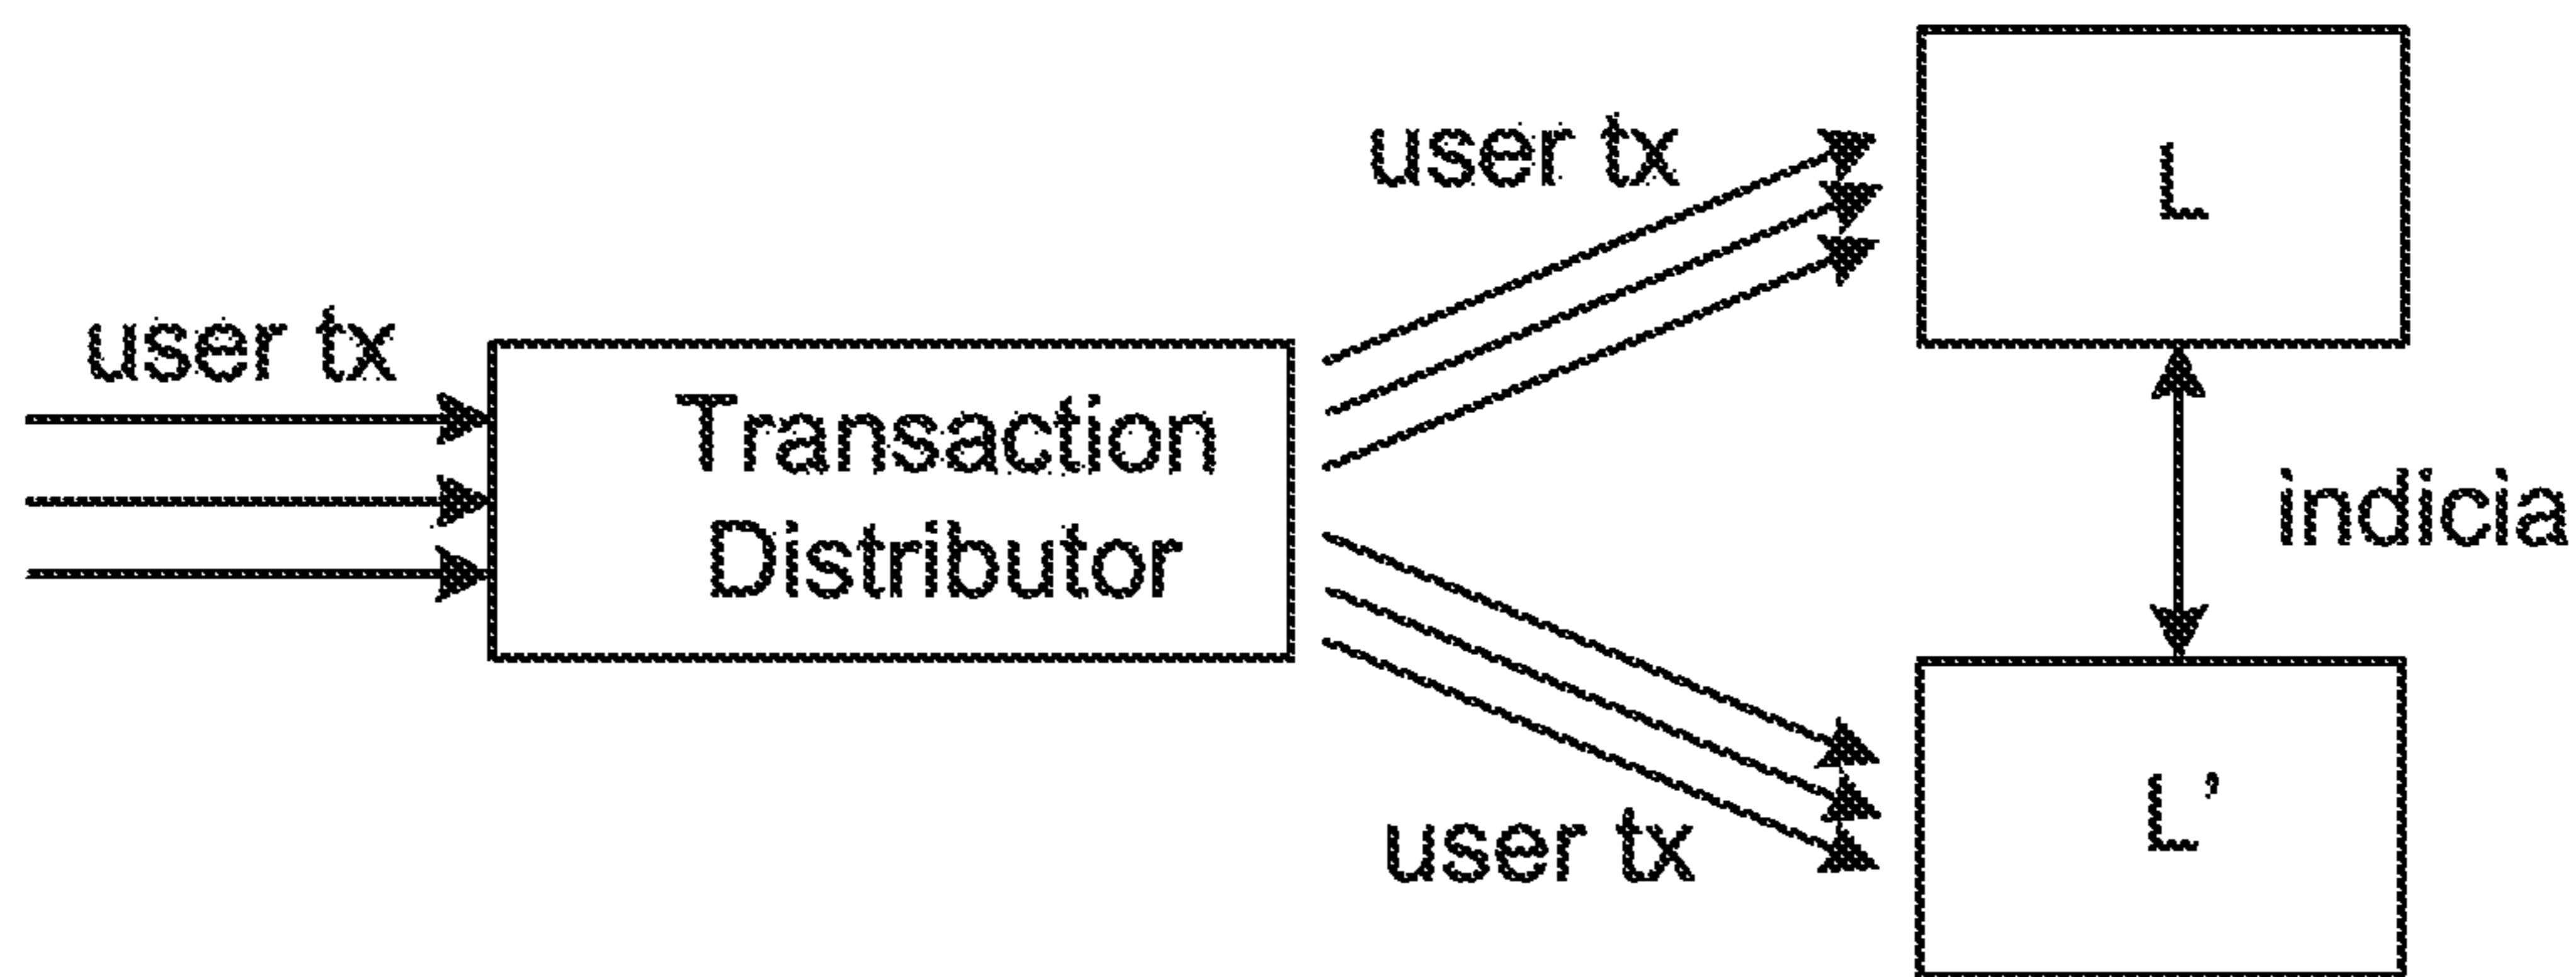 user tx
Transaction
Distributor
user tx
user tx
L
indicia
L’